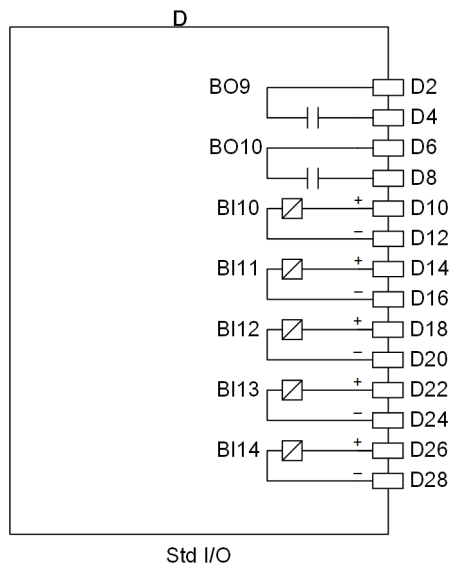 D
BO9
D2
D4
BO10
D6
D8
BI10
+
D10
−
D12
BI11
+
D14
−
D16
BI12
+
D18
−
D20
BI13
+
D22
−
D24
BI14
+
D26
−
D28
Std I/O